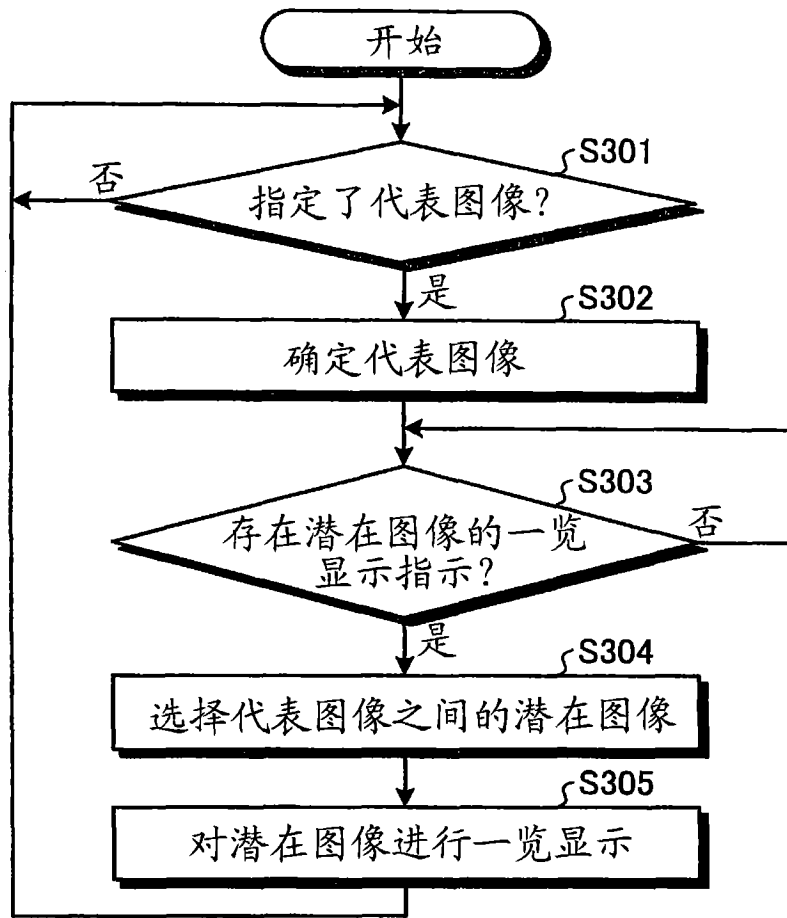 开始
S301
否
指定了代表图像?
是
S302
确定代表图像
S303
存在潜在图像的一览
显示指示?
否
是
S304
选择代表图像之间的潜在图像
S305
对潜在图像进行一览显示